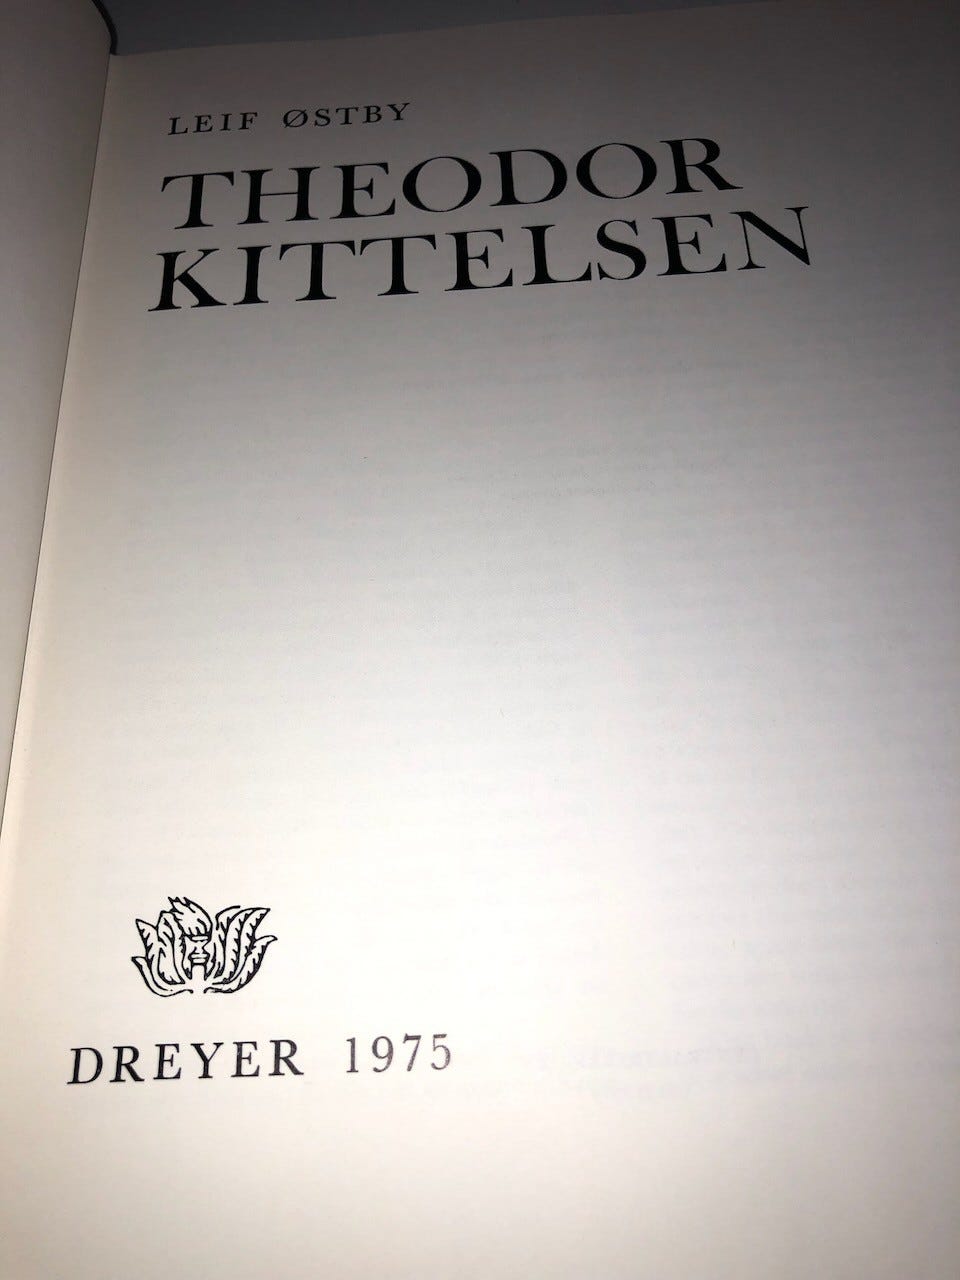 LEIF ØSTBY
THEODOR
KITTELSEN
DREYER 1975